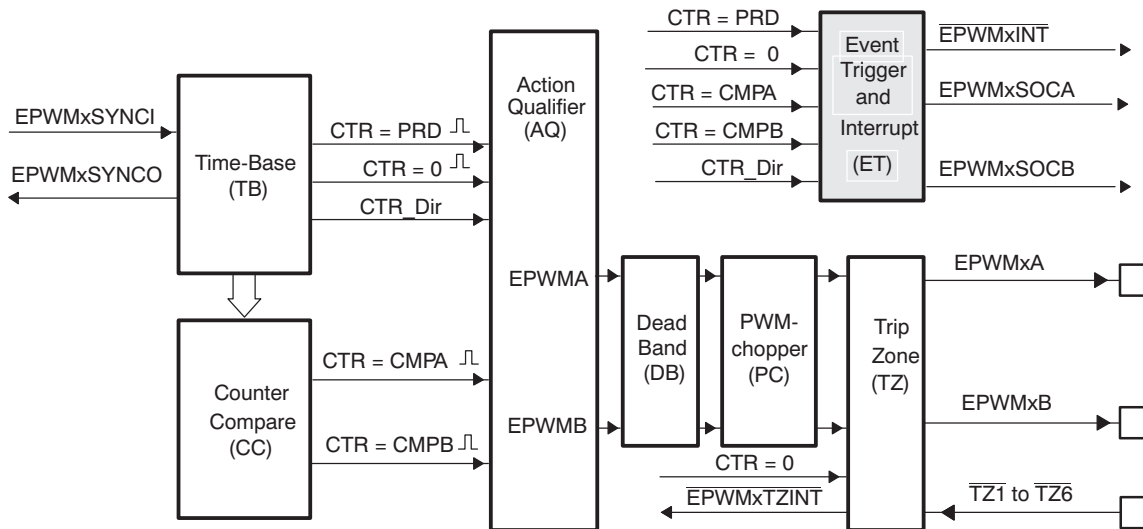 EPWMxSYNCI
EPWMxSYNCO
Time-Base
(TB)
CTR = PRD
CTR = 0
CTR_Dir
Counter
Compare
(CC)
CTR = CMPA
CTR = CMPB
Action
Qualifier
(AQ)
EPWMA
EPWMB
CTR = PRD
CTR = 0
CTR = CMPA
CTR = CMPB
CTR_Dir
Event
Trigger
and
Interrupt
(ET)
EPWMxINT
EPWMxSOCA
EPWMxSOCB
Dead
Band
(DB)
PWM-
chopper
(PC)
Trip
Zone
(TZ)
EPWMxA
EPWMxB
CTR = 0
EPWMxTZINT
TZ1 to TZ6